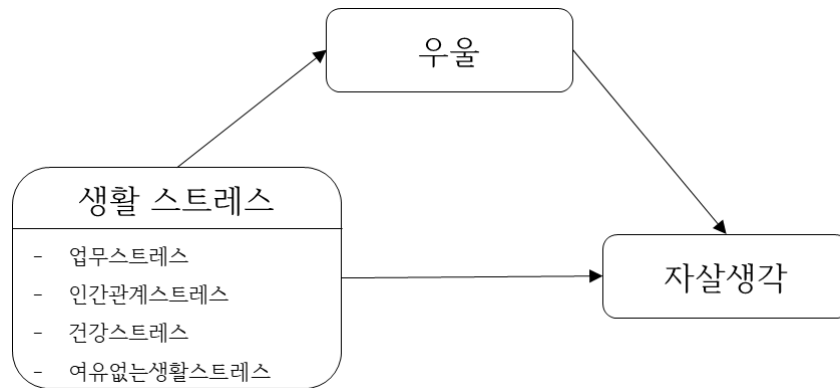 우울
생활 스트레스
- 업무스트레스
- 인간관계스트레스
- 건강스트레스
- 여유없는생활스트레스
자살생각